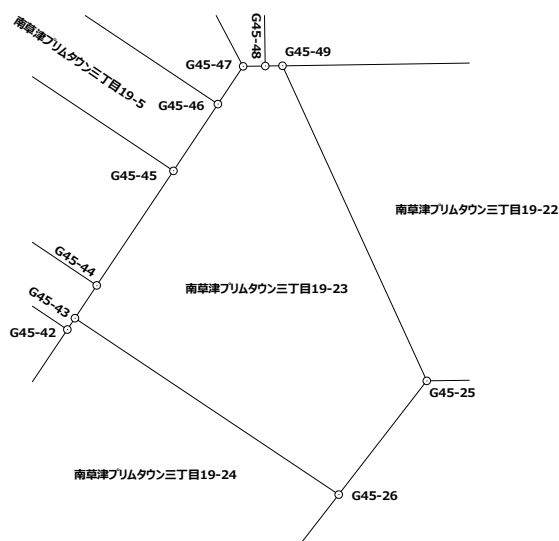 G45-48
G45-49
G45-47
南草津プリムタウン三丁目19-5
G45-46
G45-45
南草津プリムタウン三丁目19-22
G45-44
南草津プリムタウン三丁目19-23
G45-43
G45-42
G45-25
南草津プリムタウン三丁目19-24
G45-26